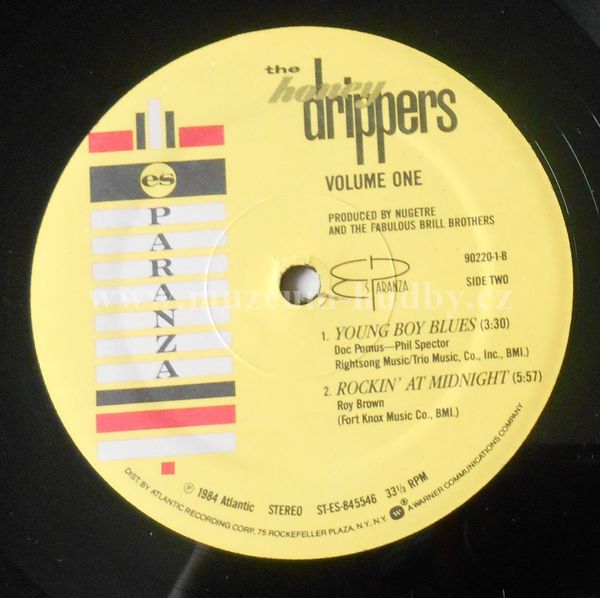 the
honey
drippers
VOLUME ONE
PRODUCED BY NUGETRE
AND THE FABULOUS BRILL BROTHERS
90220-1-B
SIDE TWO
ES PARANZA
1. YOUNG BOY BLUES (3:30)
Doc Pomus—Phil Spector
Rightsong Music/Trio Music, Co., Inc., BMI.)
2. ROCKIN' AT MIDNIGHT (5:57)
Roy Brown
(Fort Knox Music Co., BMI.)
es
PARANZA
℗ 1984 Atlantic STEREO ST-ES-845546 33⅓ RPM
DIST. BY ATLANTIC RECORDING CORP. 75 ROCKEFELLER PLAZA, N.Y., N.Y. A WARNER COMMUNICATIONS COMPANY
www.muzeum-hudby.cz